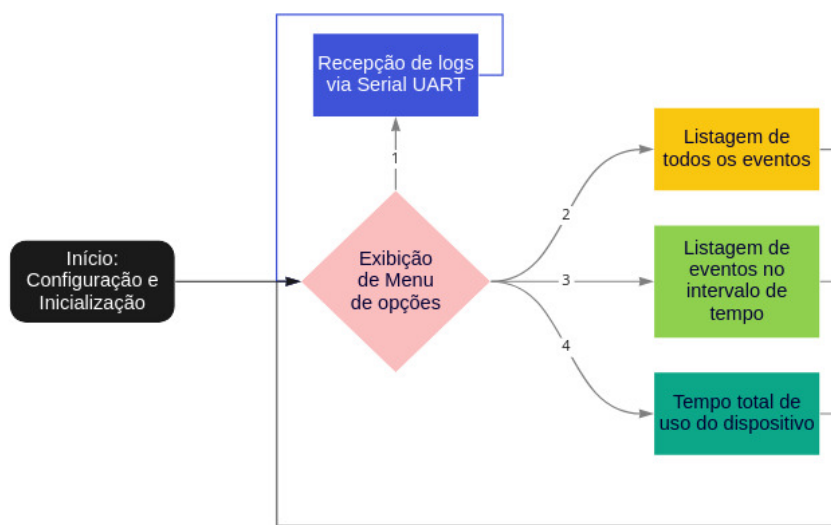 Recepção de logs
via Serial UART
1
Início:
Configuração e
Inicialização
Exibição
de Menu
de opções
2
3
4
Listagem de
todos os eventos
Listagem de
eventos no
intervalo de
tempo
Tempo total de
uso do dispositivo